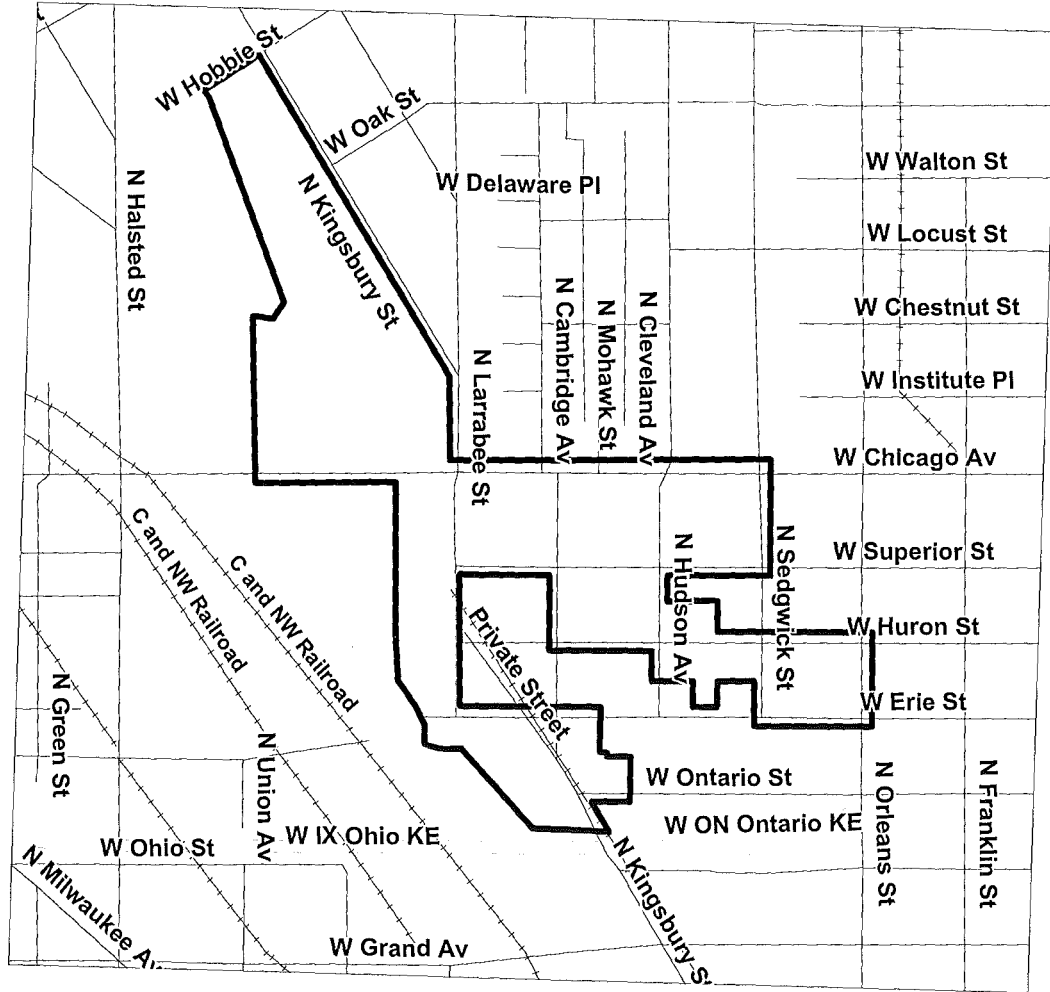 W Hobbie St
W Oak St
W Walton St
W Delaware Pl
N Halsted St
N Kingsbury St
W Locust St
W Chestnut St
N Cambridge Av
N Mohawk St
N Cleveland Av
N Larrabee St
W Institute Pl
W Chicago Av
C and NW Railroad
C and NW Railroad
N Hudson Av
N Sedgwick St
W Superior St
Private Street
W Huron St
W Erie St
N Green St
N Union Av
W Ontario St
N Orleans St
N Franklin St
W IX Ohio KE
W ON Ontario KE
W Ohio St
N Milwaukee Av
N Kingsbury St
W Grand Av